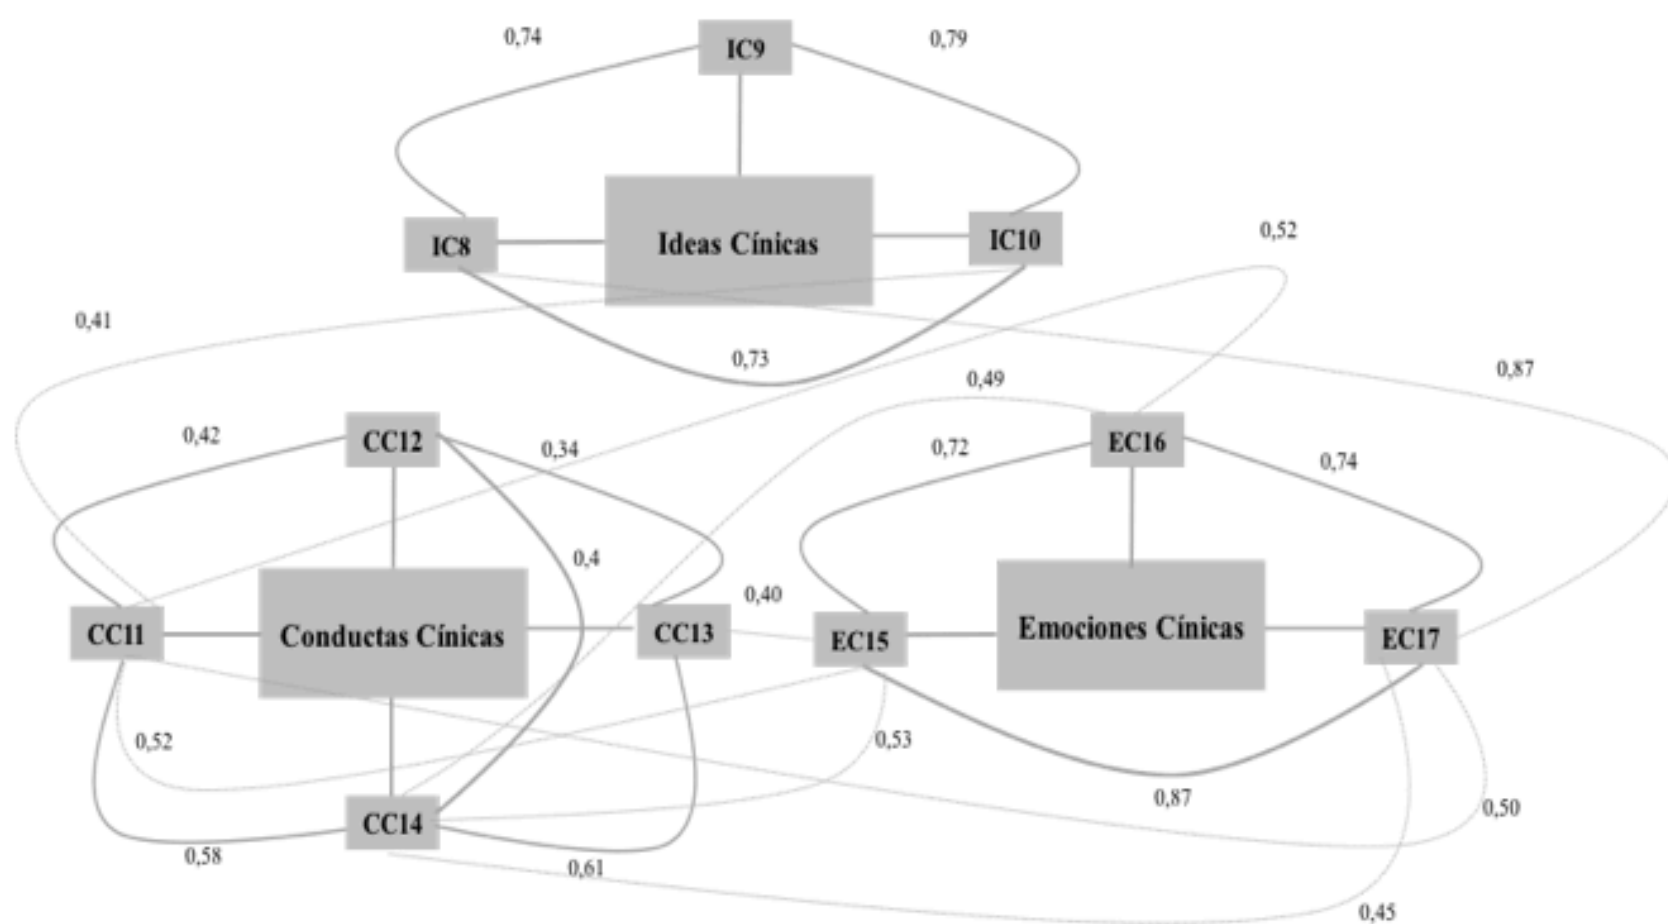 0,74
IC9
0,79
IC8
Ideas Cínicas
IC10
0,52
0,41
0,73
0,49
0,87
0,42
CC12
0,34
0,72
EC16
0,74
0,4
0,40
CC11
Conductas Cínicas
CC13
EC15
Emociones Cínicas
EC17
0,52
0,53
0,87
0,50
CC14
0,58
0,61
0,45